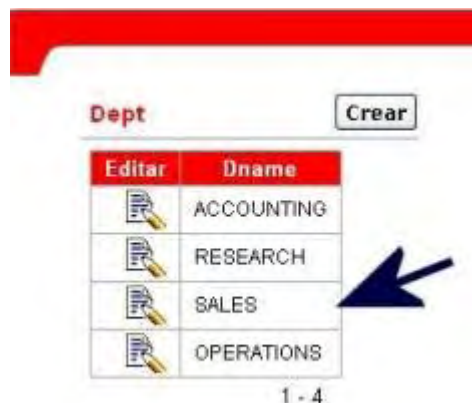 Dept Crear
Editar Dname
ACCOUNTING
RESEARCH
SALES
OPERATIONS
1 - 4